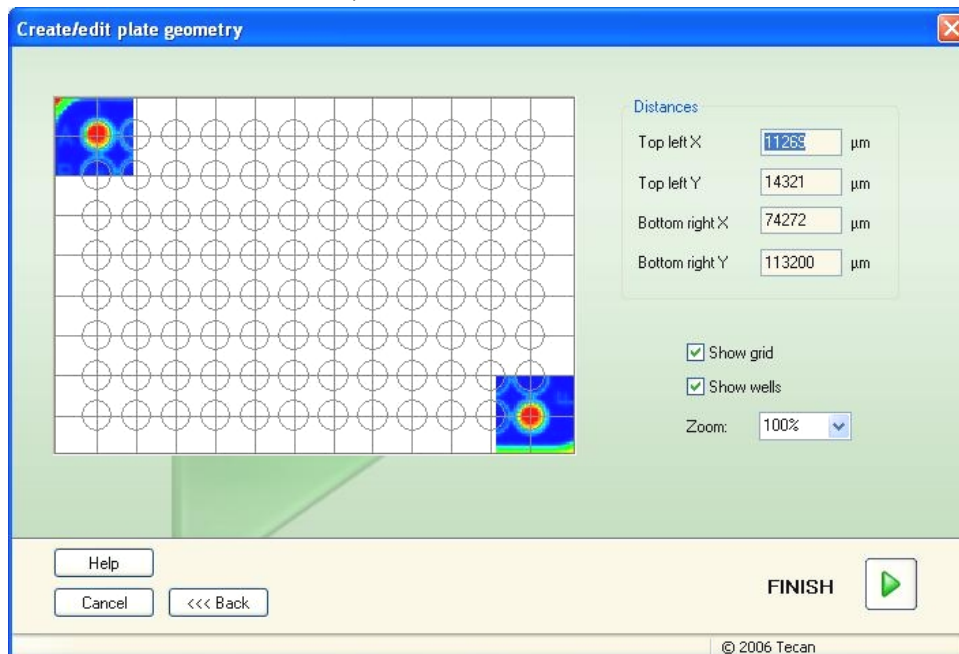 Create/edit plate geometry
Distances
Top left X 11269 µm
Top left Y 14321 µm
Bottom right X 74272 µm
Bottom right Y 113200 µm
Show grid
Show wells
Zoom: 100%
Help
Cancel <<< Back
FINISH
© 2006 Tecan